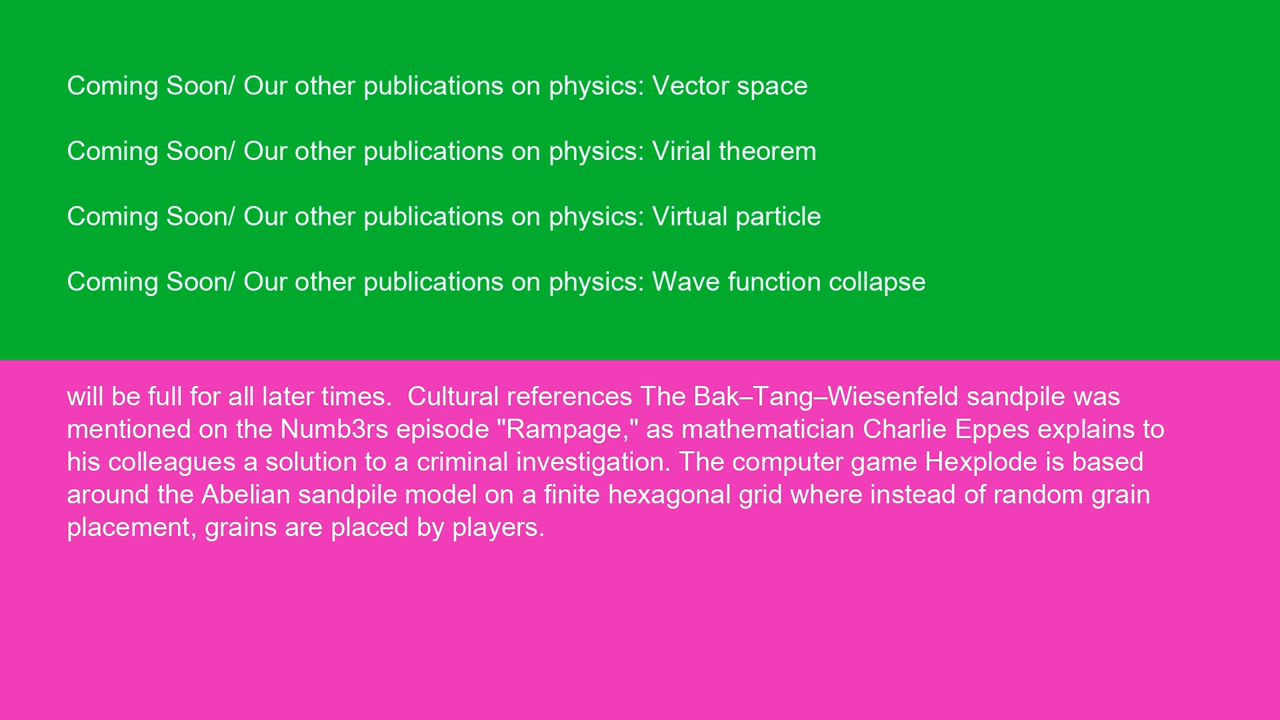 Coming Soon/ Our other publications on physics: Vector space
Coming Soon/ Our other publications on physics: Virial theorem
Coming Soon/ Our other publications on physics: Virtual particle
Coming Soon/ Our other publications on physics: Wave function collapse
will be full for all later times.  Cultural references The Bak–Tang–Wiesenfeld sandpile was
mentioned on the Numb3rs episode "Rampage," as mathematician Charlie Eppes explains to
his colleagues a solution to a criminal investigation. The computer game Hexplode is based
around the Abelian sandpile model on a finite hexagonal grid where instead of random grain
placement, grains are placed by players.